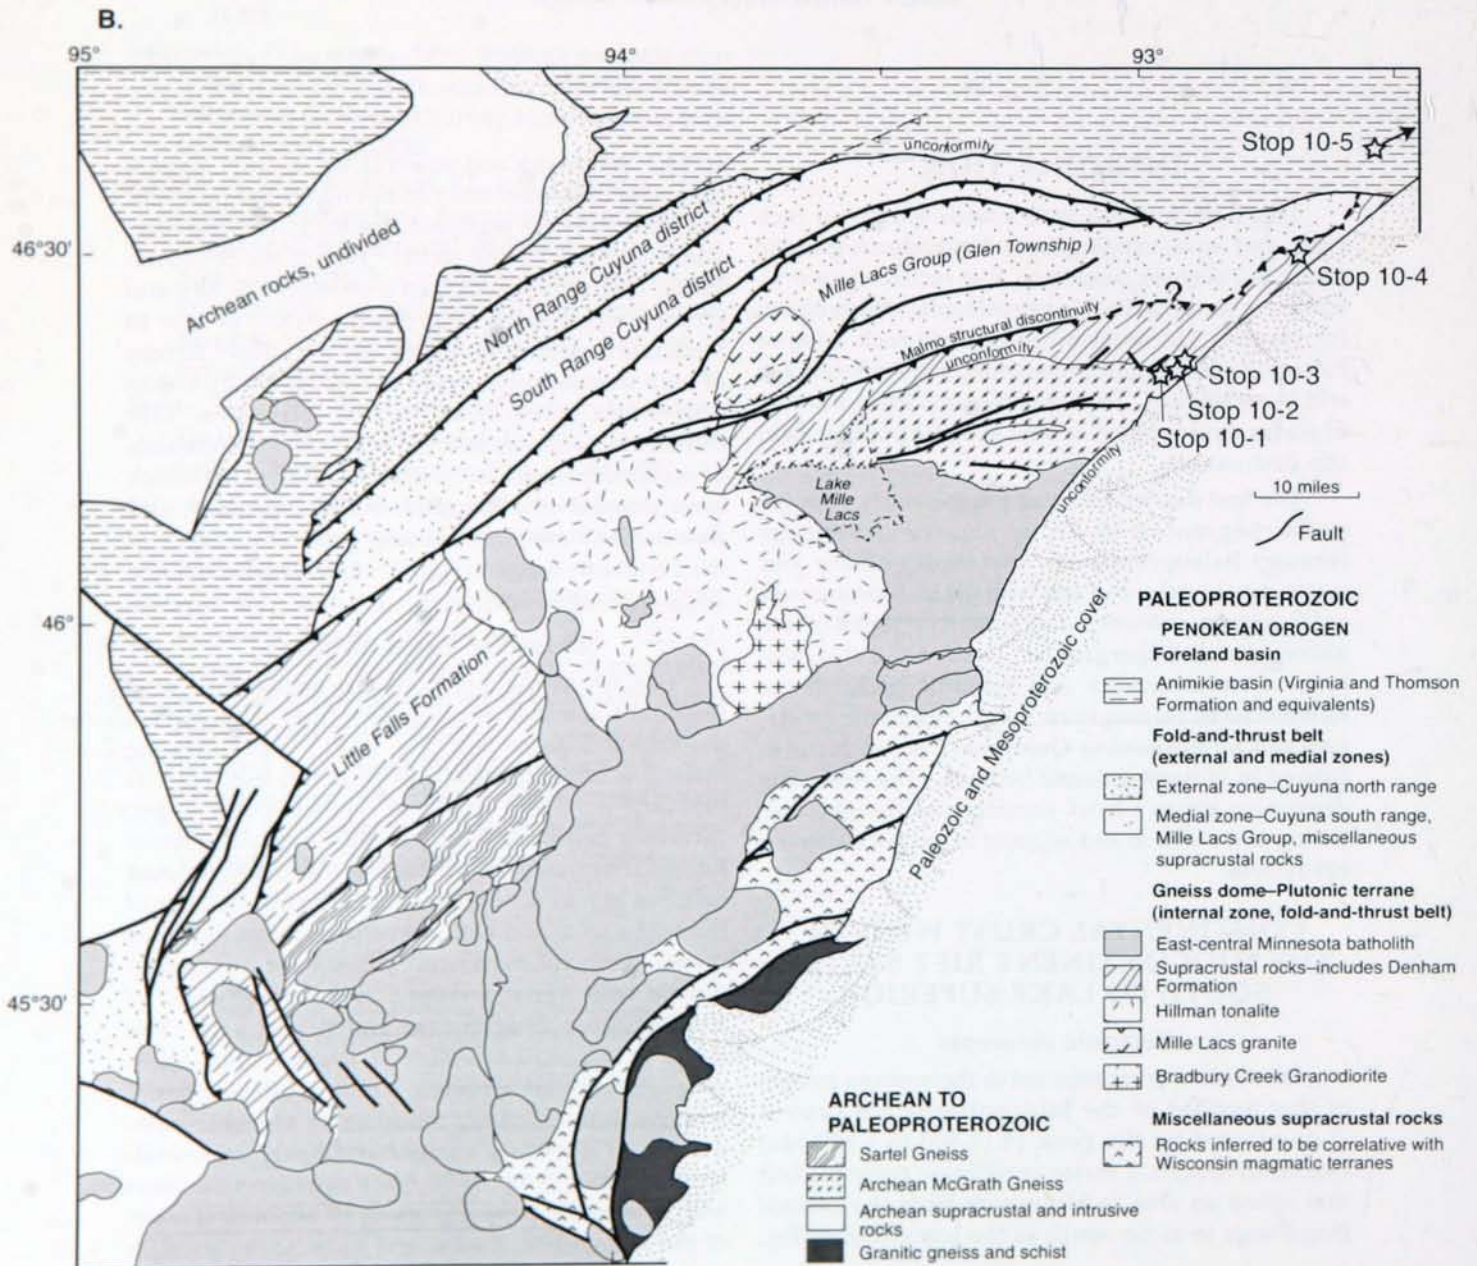 B.
95°
94°
93°
46°30'
46°
45°30'
unconformity
Stop 10-5
Archean rocks, undivided
North Range Cuyuna district
South Range Cuyuna district
Mille Lacs Group (Glen Township )
Stop 10-4
?
Malmo structural discontinuity
unconformity
Stop 10-3
Stop 10-2
Stop 10-1
unconformity
Lake
Mille
Lacs
10 miles
Fault
Little Falls Formation
Paleozoic and Mesoproterozoic cover
PALEOPROTEROZOIC
PENOKEAN OROGEN
Foreland basin
Animikie basin (Virginia and Thomson
Formation and equivalents)
Fold-and-thrust belt
(external and medial zones)
External zone–Cuyuna north range
Medial zone–Cuyuna south range,
Mille Lacs Group, miscellaneous
supracrustal rocks
Gneiss dome–Plutonic terrane
(internal zone, fold-and-thrust belt)
East-central Minnesota batholith
Supracrustal rocks–includes Denham
Formation
Hillman tonalite
Mille Lacs granite
Bradbury Creek Granodiorite
Miscellaneous supracrustal rocks
Rocks inferred to be correlative with
Wisconsin magmatic terranes
ARCHEAN TO
PALEOPROTEROZOIC
Sartel Gneiss
Archean McGrath Gneiss
Archean supracrustal and intrusive
rocks
Granitic gneiss and schist